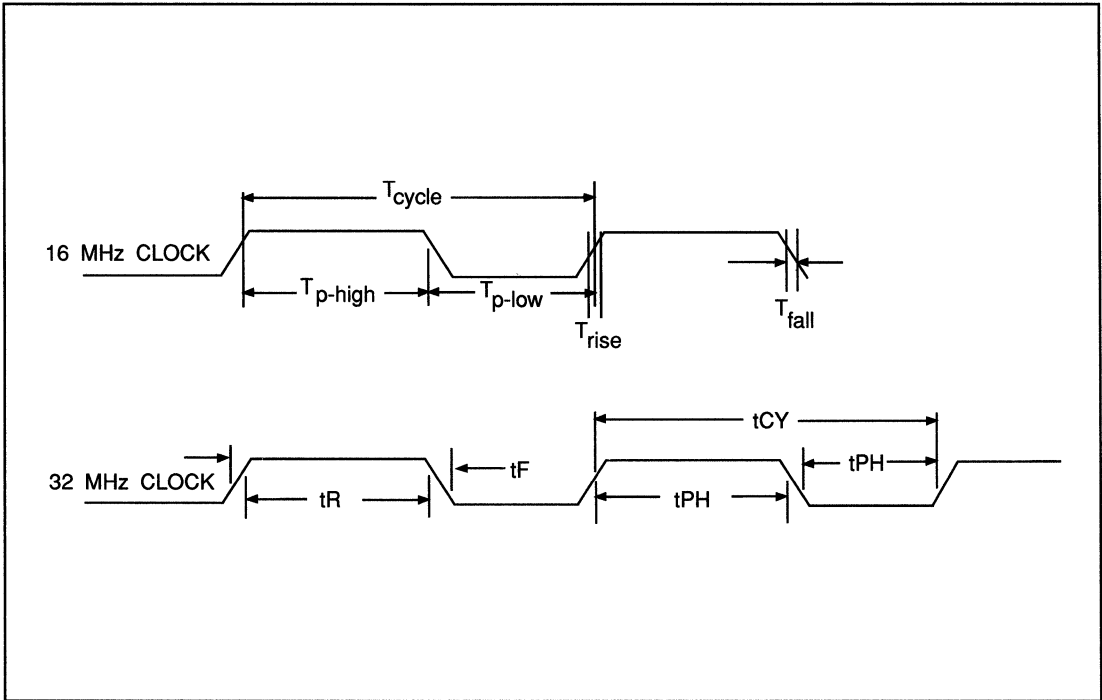 Tcycle
16 MHz CLOCK
Tp-high
Tp-low
Trise
Tfall
tCY
32 MHz CLOCK
tR
tF
tPH
tPH